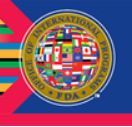 OFFICE OF INTERNATIONAL PROGRAMS
• FDA •